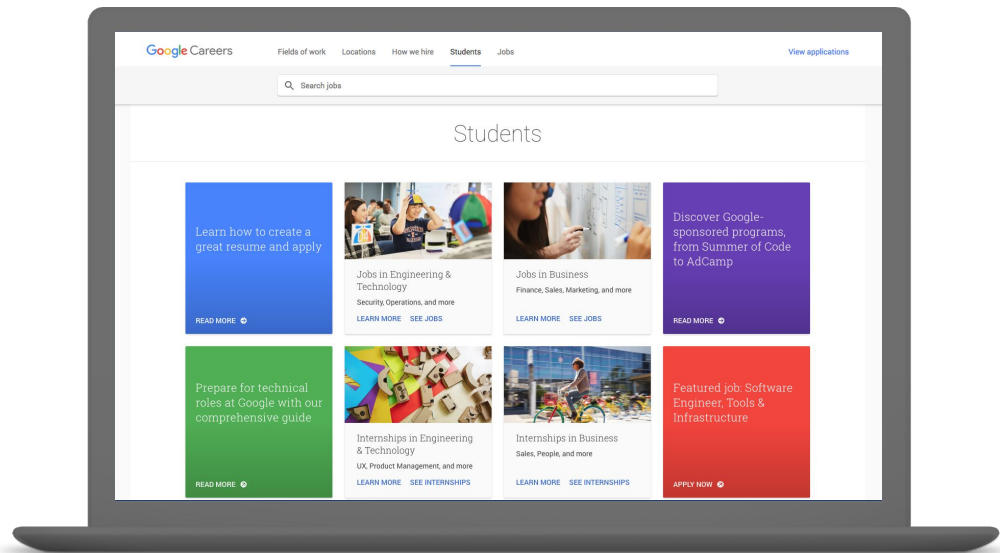 Google Careers
Fields of work
Locations
How we hire
Students
Jobs
View applications
Search jobs
Students
Learn how to create a
great resume and apply
READ MORE
Jobs in Engineering &
Technology
Security, Operations, and more
LEARN MORE SEE JOBS
Jobs in Business
Finance, Sales, Marketing, and more
LEARN MORE SEE JOBS
Discover Google-
sponsored programs,
from Summer of Code
to AdCamp
READ MORE
Prepare for technical
roles at Google with our
comprehensive guide
READ MORE
Internships in Engineering
& Technology
UX, Product Management, and more
LEARN MORE SEE INTERNSHIPS
Internships in Business
Sales, People, and more
LEARN MORE SEE INTERNSHIPS
Featured job: Software
Engineer, Tools &
Infrastructure
APPLY NOW